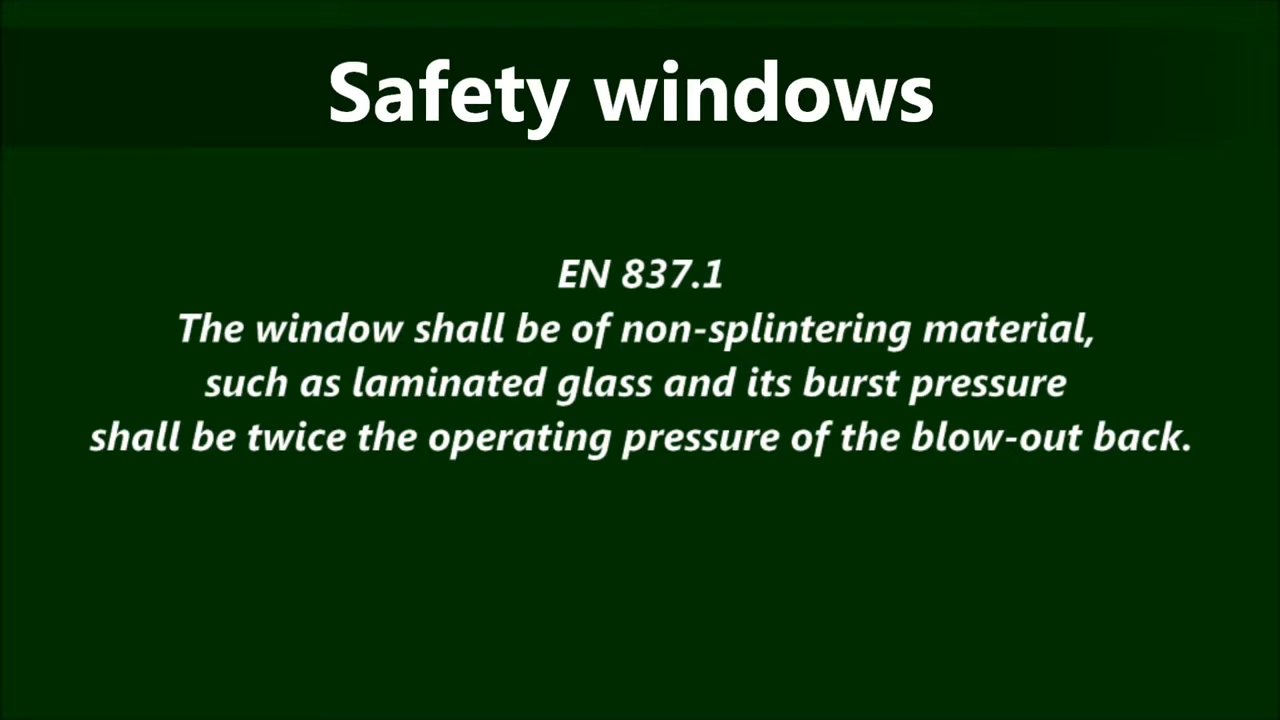 Safety windows
EN 837.1
The window shall be of non-splintering material,
such as laminated glass and its burst pressure
shall be twice the operating pressure of the blow-out back.